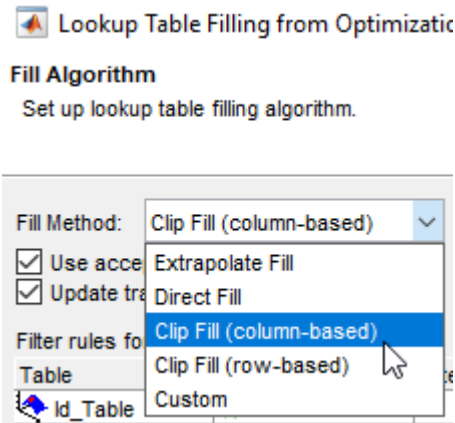 Lookup Table Filling from Optimizatio
Fill Algorithm
Set up lookup table filling algorithm.
Fill Method: Clip Fill (column-based)
Use acce
Extrapolate Fill
Update tra
Direct Fill
Clip Fill (column-based)
Filter rules fo
Clip Fill (row-based)
Table
Custom
Id_Table